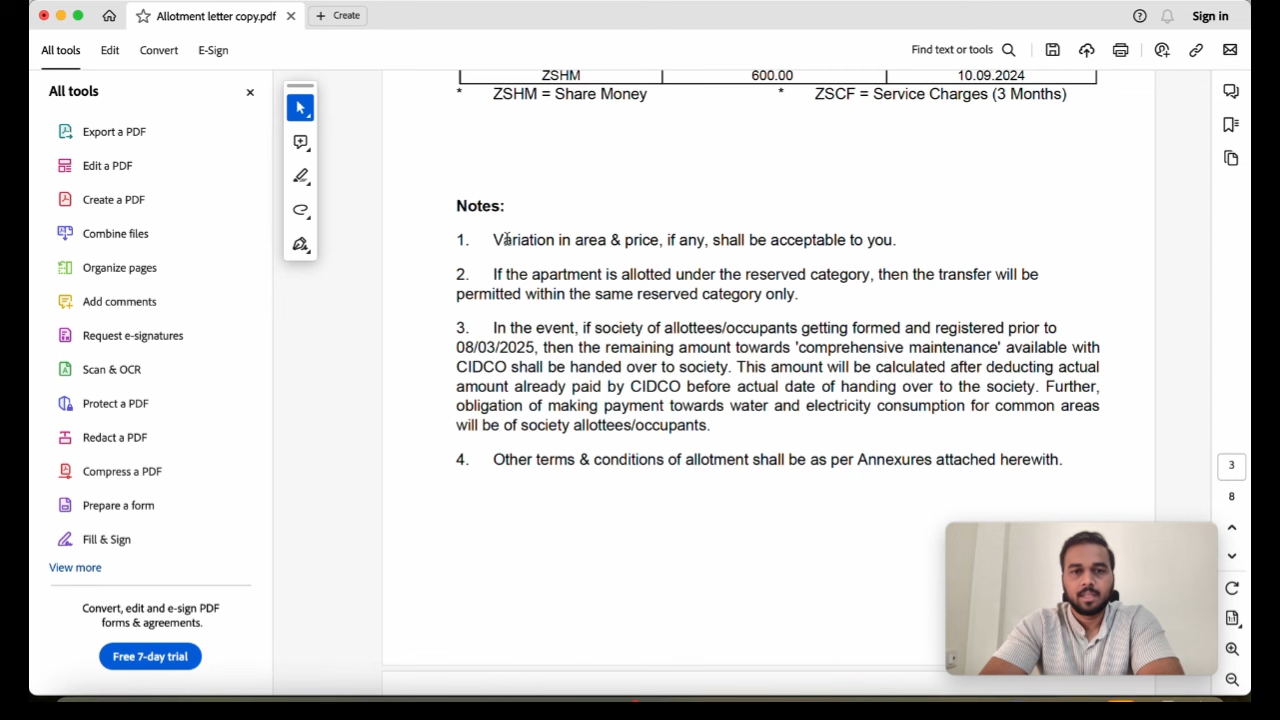 Allotment letter copy.pdf
Create
Sign in
All tools
Edit
Convert
E-Sign
Find text or tools
All tools
Export a PDF
Edit a PDF
Create a PDF
Combine files
Organize pages
Add comments
Request e-signatures
Scan & OCR
Protect a PDF
Redact a PDF
Compress a PDF
Prepare a form
Fill & Sign
View more
Convert, edit and e-sign PDF
forms & agreements.
Free 7-day trial
ZSHM 600.00 10.09.2024
* ZSHM = Share Money * ZSCF = Service Charges (3 Months)
Notes:
1. Variation in area & price, if any, shall be acceptable to you.
2. If the apartment is allotted under the reserved category, then the transfer will be
permitted within the same reserved category only.
3. In the event, if society of allottees/occupants getting formed and registered prior to
08/03/2025, then the remaining amount towards 'comprehensive maintenance' available with
CIDCO shall be handed over to society. This amount will be calculated after deducting actual
amount already paid by CIDCO before actual date of handing over to the society. Further,
obligation of making payment towards water and electricity consumption for common areas
will be of society allottees/occupants.
4. Other terms & conditions of allotment shall be as per Annexures attached herewith.
3
8